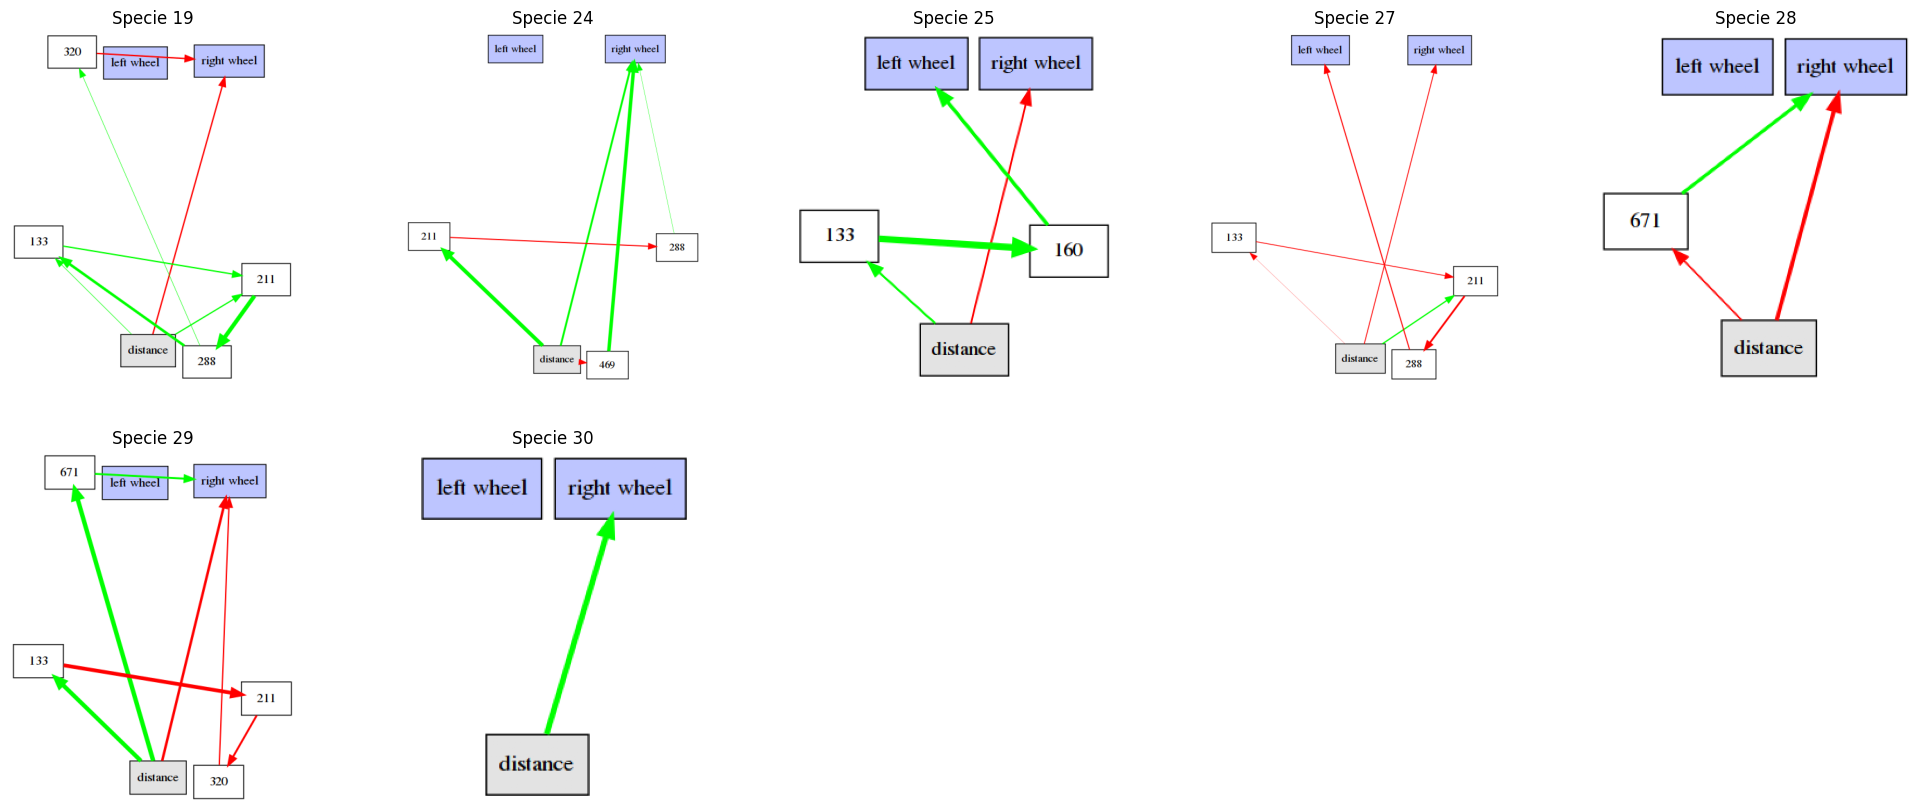 Specie 19
320
left wheel
right wheel
133
211
distance
288
Specie 24
left wheel
right wheel
211
288
distance
469
Specie 25
left wheel
right wheel
133
160
distance
Specie 27
left wheel
right wheel
133
211
distance
288
Specie 28
left wheel
right wheel
671
distance
Specie 29
671
left wheel
right wheel
133
211
distance
320
Specie 30
left wheel
right wheel
distance